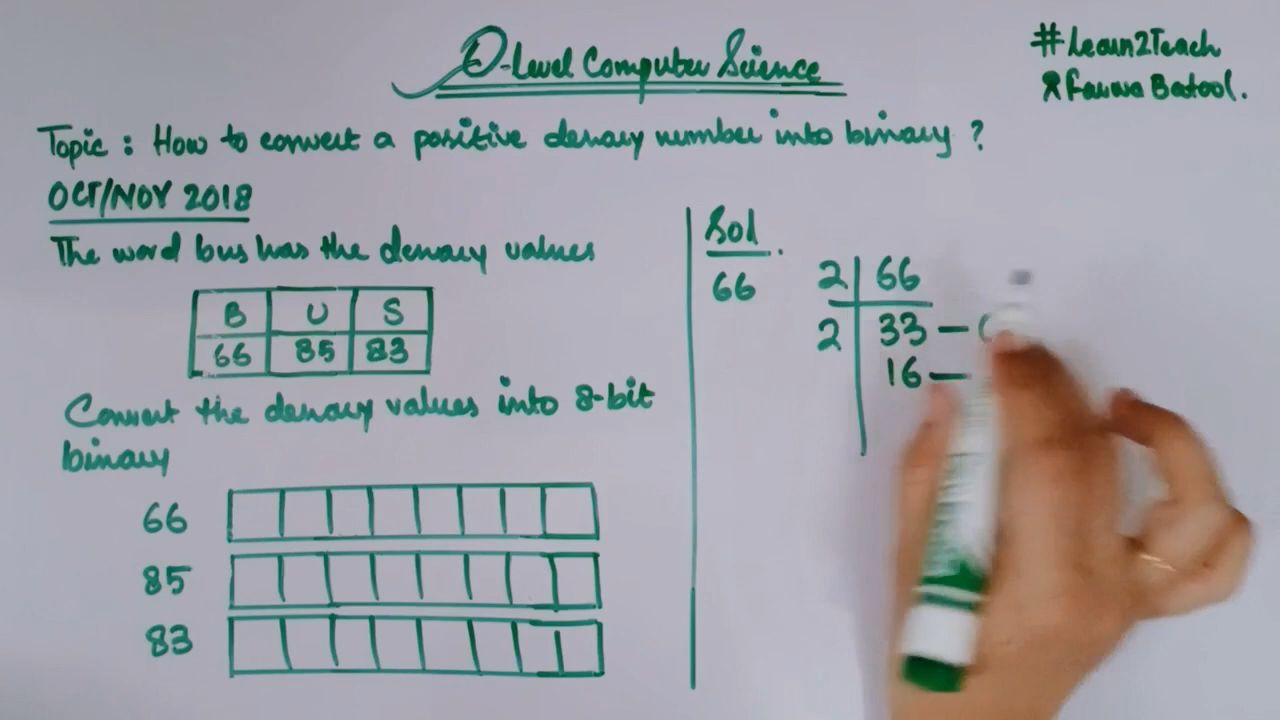 O-Level Computer Science
#Learn2Teach
Farwa Batool.
Topic : How to convert a positive denary number into binary ?
OCT/NOV 2018
The word bus has the denary values
B U S
66 85 83
Convert the denary values into 8-bit
binary
66
85
83
Sol
66
2 66
2 33 –
16 –